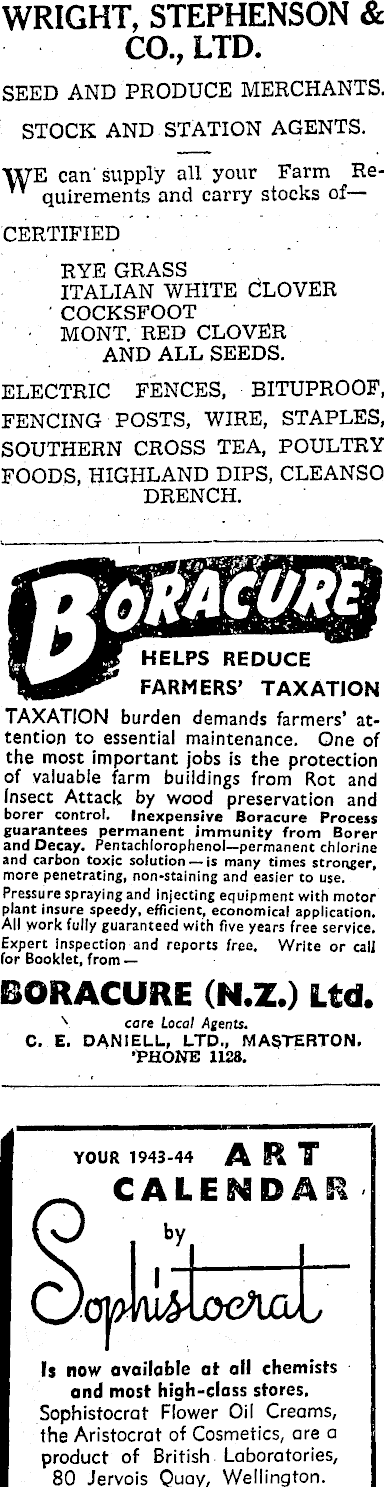 WRIGHT, STEPHENSON &
CO., LTD.
SEED AND PRODUCE MERCHANTS.
STOCK AND STATION AGENTS.
WE can supply all your Farm Re-
quirements and carry stocks of—
CERTIFIED
RYE GRASS
ITALIAN WHITE CLOVER
COCKSFOOT
MONT. RED CLOVER
AND ALL SEEDS.
ELECTRIC FENCES, BITUPROOF,
FENCING POSTS, WIRE, STAPLES,
SOUTHERN CROSS TEA, POULTRY
FOODS, HIGHLAND DIPS, CLEANSO
DRENCH.
BORACURE
HELPS REDUCE
FARMERS' TAXATION
TAXATION burden demands farmers' at-
tention to essential maintenance. One of
the most important jobs is the protection
of valuable farm buildings from Rot and
Insect Attack by wood preservation and
borer control. Inexpensive Boracure Process
guarantees permanent immunity from Borer
and Decay. Pentachlorophenol—permanent chlorine
and carbon toxic solution—is many times stronger,
more penetrating, non-staining and easier to use.
Pressure spraying and injecting equipment with motor
plant insure speedy, efficient, economical application.
All work fully guaranteed with five years free service.
Expert inspection and reports free. Write or call
for Booklet, from—
BORACURE (N.Z.) Ltd.
care Local Agents.
C. E. DANIELL, LTD., MASTERTON.
'PHONE 1128.
YOUR 1943-44 ART
CALENDAR
by
Sophistocrat
Is now available at all chemists
and most high-class stores.
Sophistocrat Flower Oil Creams,
the Aristocrat of Cosmetics, are a
product of British Laboratories,
80 Jervois Quay, Wellington.